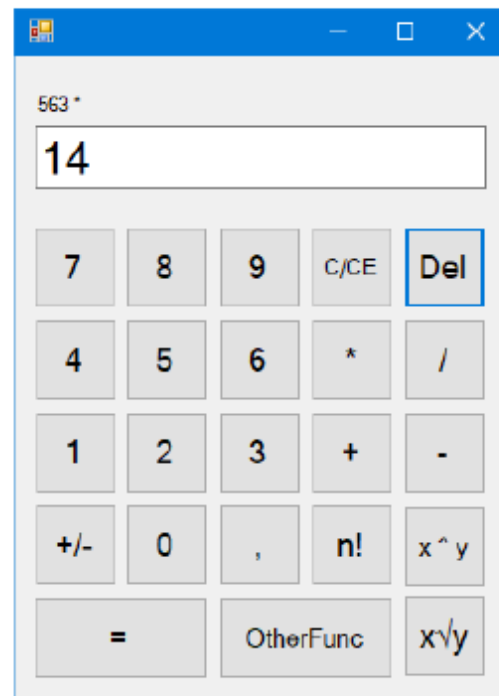 563 *
14
7 8 9 C/CE Del
4 5 6 * /
1 2 3 + -
+/- 0 , n! x ^ y
= OtherFunc x√y